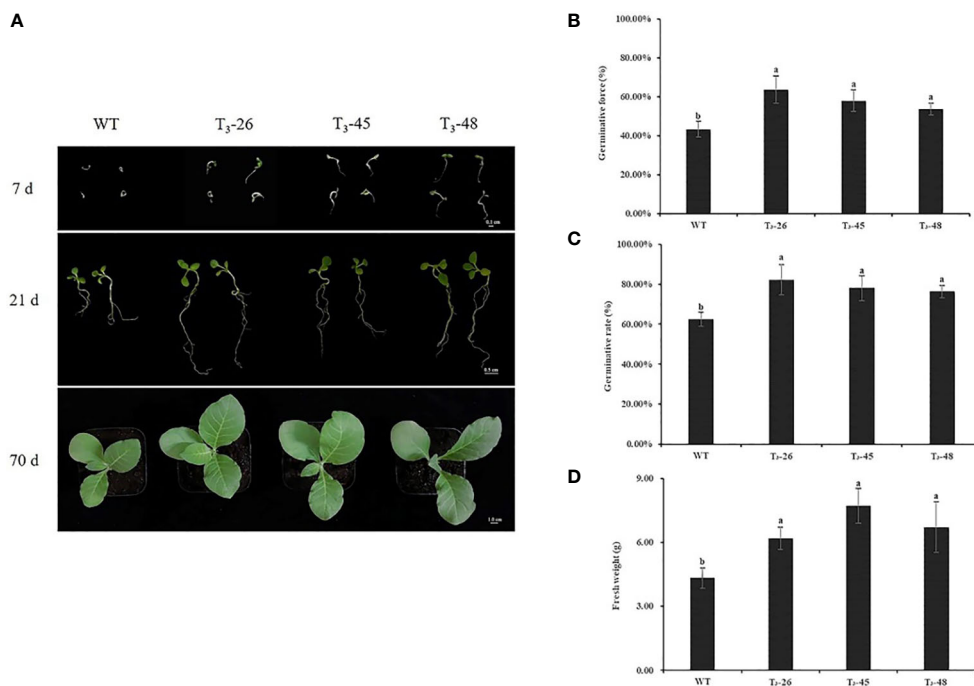 A
WT T₃-26 T₃-45 T₃-48
7 d
0.5 cm
21 d
0.5 cm
70 d
1.0 cm
B
Germinative force (%)
100.00%
80.00%
60.00%
40.00%
20.00%
0.00%
b a a a
WT T₃-26 T₃-45 T₃-48
C
Germinative rate (%)
100.00%
80.00%
60.00%
40.00%
20.00%
0.00%
b a a a
WT T₃-26 T₃-45 T₃-48
D
Fresh weight (g)
9.00
6.00
3.00
0.00
b a a a
WT T₃-26 T₃-45 T₃-48